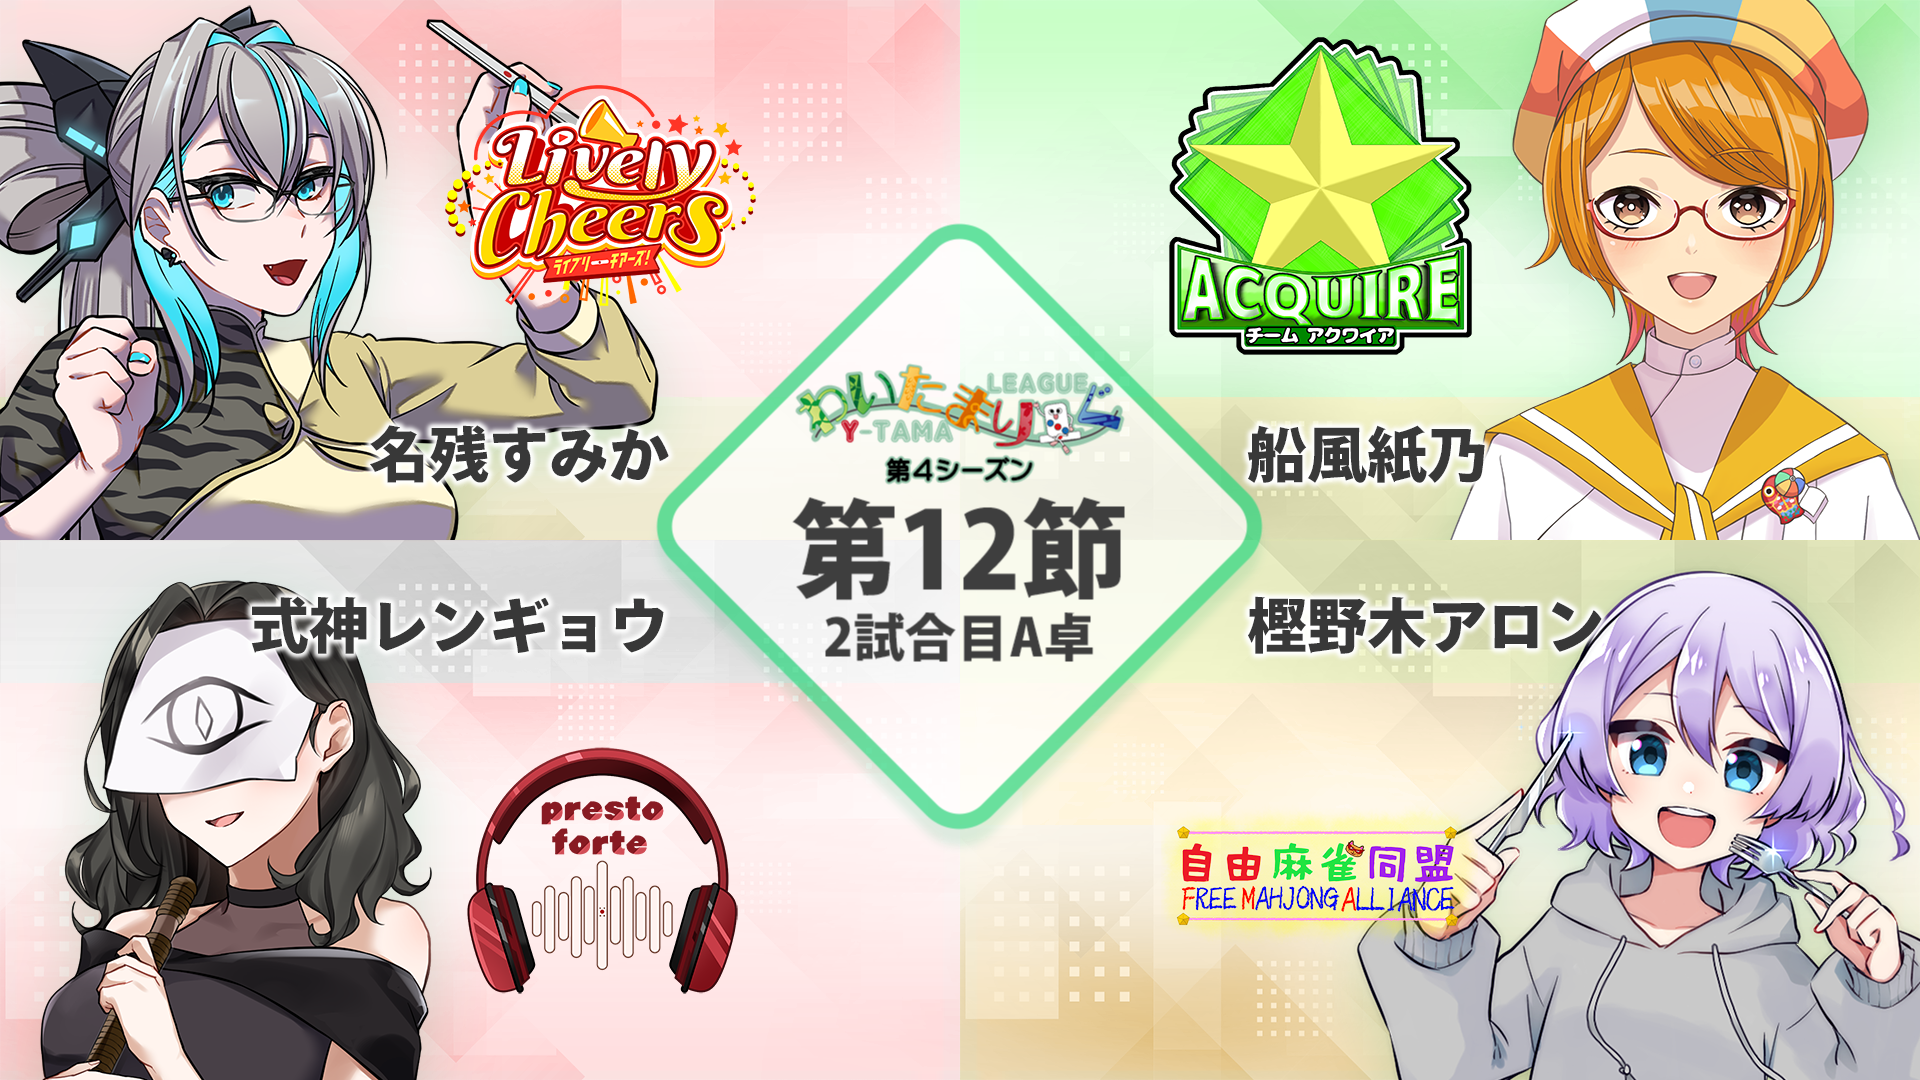 Lively
Cheers
ライブリーチアーズ!
ACQUIRE
チーム アクワイア
名残すみか
船風紙乃
わいたまりーぐ
LEAGUE
Y-TAMA
第4シーズン
第12節
2試合目A卓
式神レンギョウ
樫野木アロン
presto
forte
自由麻雀同盟
FREE MAHJONG ALLIANCE